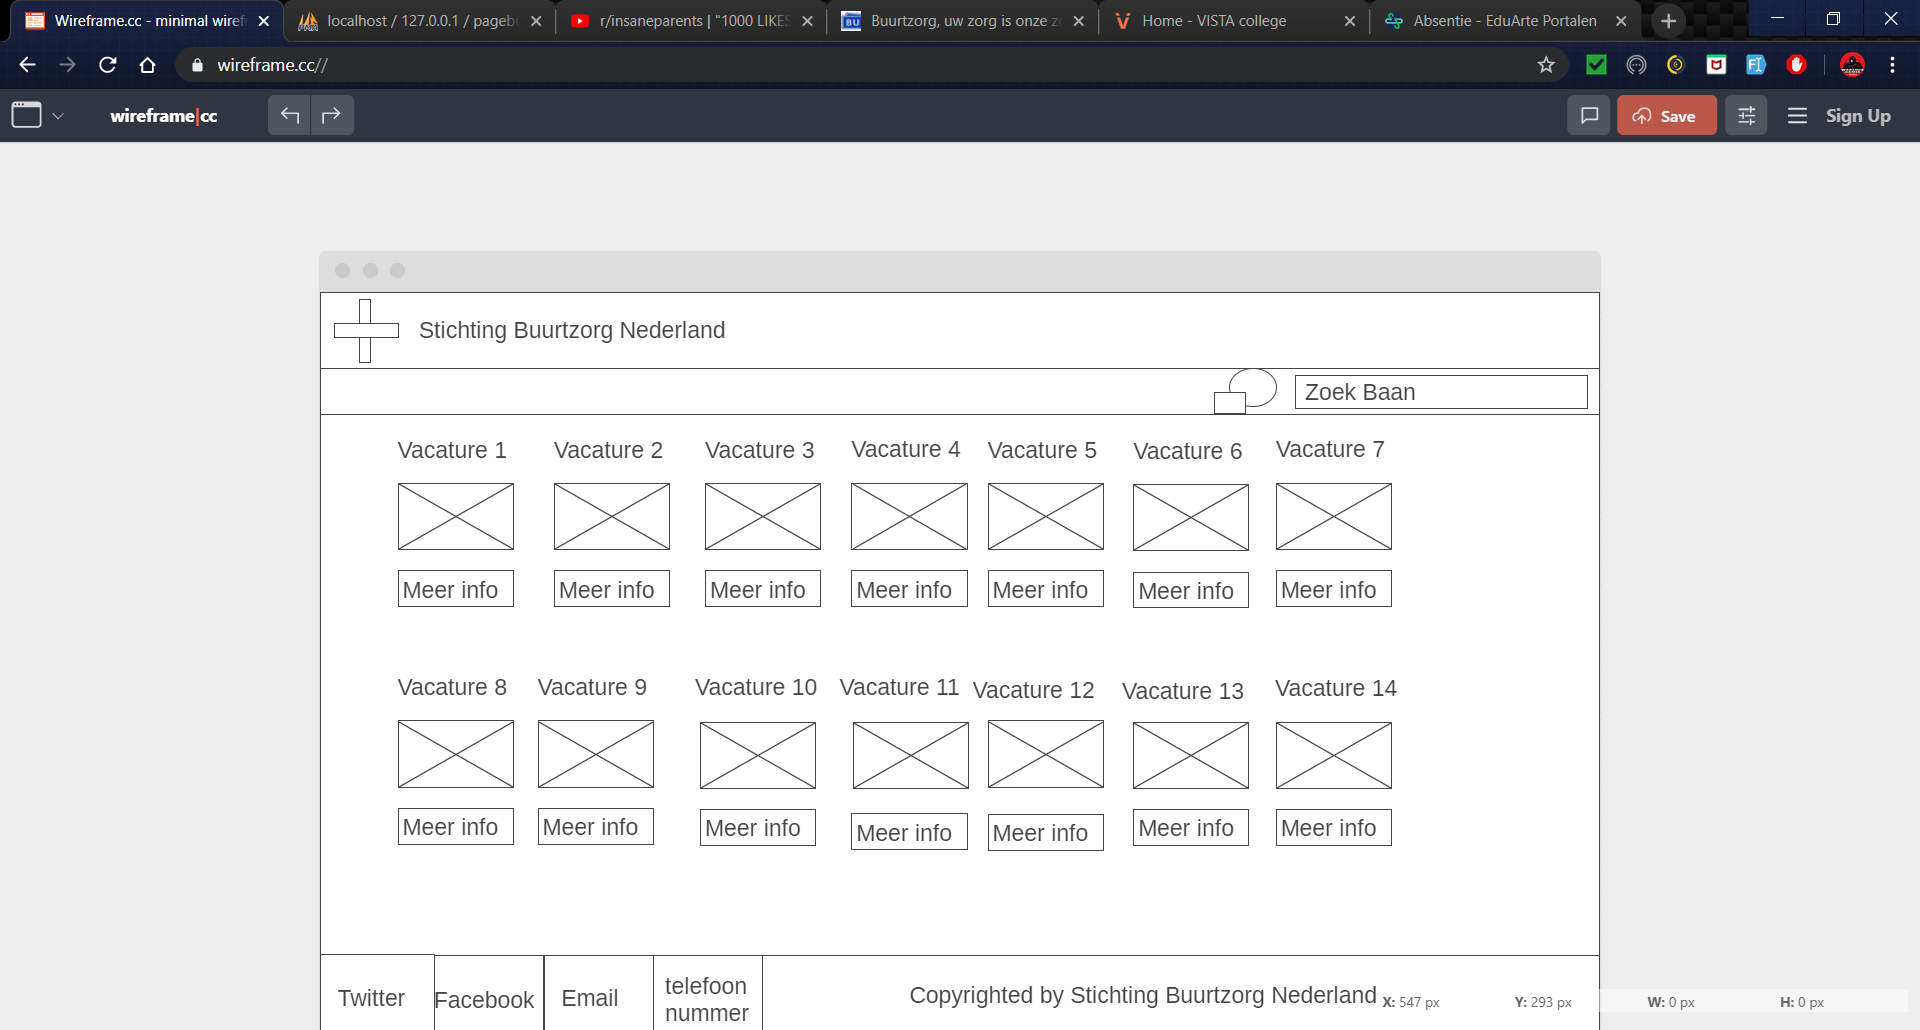 Wireframe.cc - minimal wiref
localhost / 127.0.0.1 / pageb
r/insaneparents | "1000 LIKES
BU Buurtzorg, uw zorg is onze z
Home - VISTA college
Absentie - EduArte Portalen
wireframe.cc//
wireframe|cc
Save
Sign Up
Stichting Buurtzorg Nederland
Zoek Baan
Vacature 1 Vacature 2 Vacature 3 Vacature 4 Vacature 5 Vacature 6 Vacature 7
Meer info Meer info Meer info Meer info Meer info Meer info Meer info
Vacature 8 Vacature 9 Vacature 10 Vacature 11 Vacature 12 Vacature 13 Vacature 14
Meer info Meer info Meer info Meer info Meer info Meer info Meer info
Twitter Facebook Email telefoon
nummer
Copyrighted by Stichting Buurtzorg Nederland
X: 547 px Y: 293 px W: 0 px H: 0 px